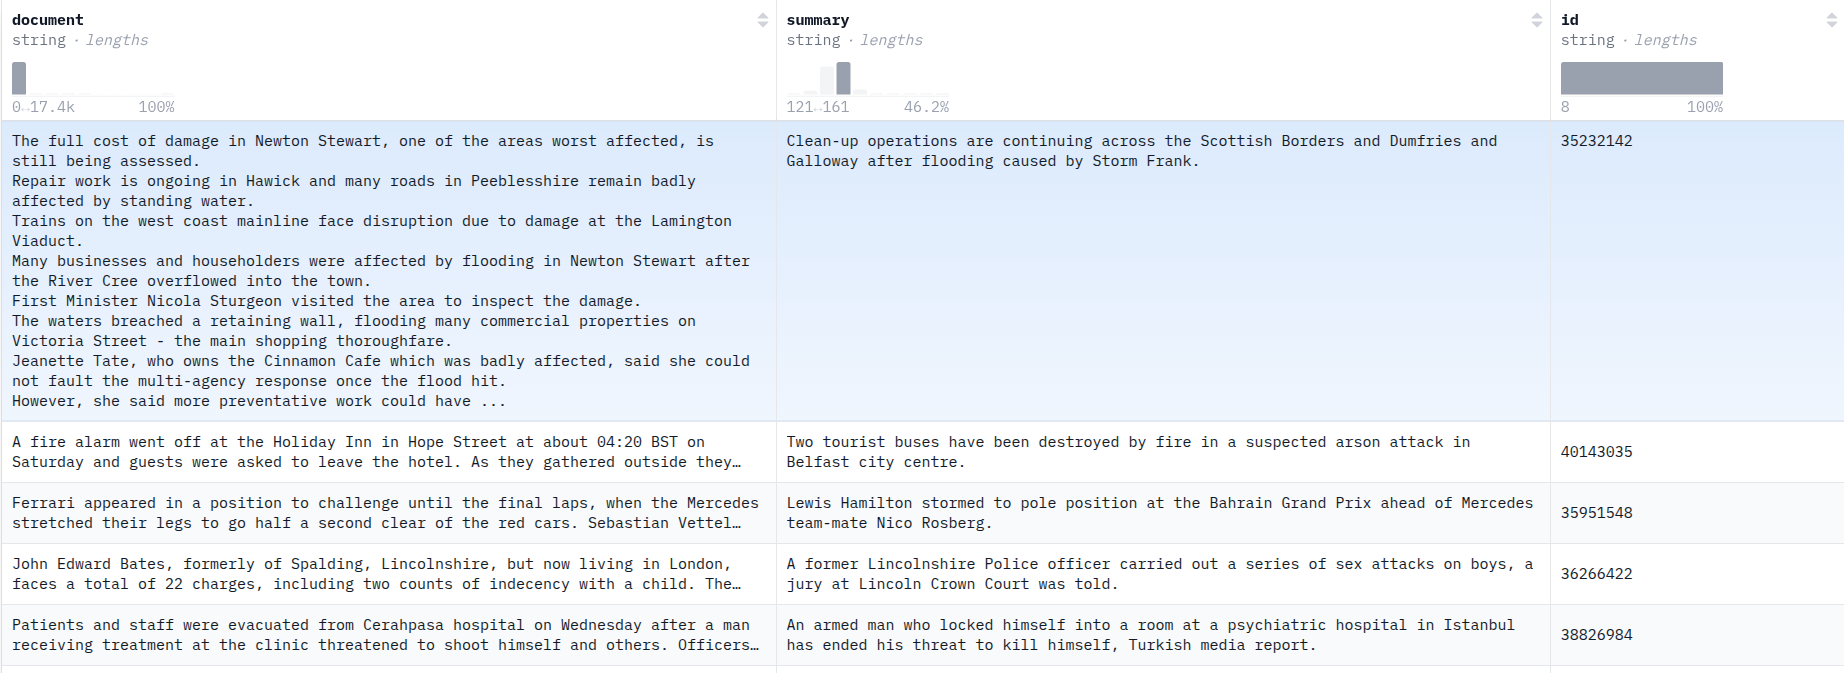 document
string · lengths
0↔17.4k 100%
summary
string · lengths
121↔161 46.2%
id
string · lengths
8 100%
The full cost of damage in Newton Stewart, one of the areas worst affected, is
still being assessed.
Repair work is ongoing in Hawick and many roads in Peeblesshire remain badly
affected by standing water.
Trains on the west coast mainline face disruption due to damage at the Lamington
Viaduct.
Many businesses and householders were affected by flooding in Newton Stewart after
the River Cree overflowed into the town.
First Minister Nicola Sturgeon visited the area to inspect the damage.
The waters breached a retaining wall, flooding many commercial properties on
Victoria Street - the main shopping thoroughfare.
Jeanette Tate, who owns the Cinnamon Cafe which was badly affected, said she could
not fault the multi-agency response once the flood hit.
However, she said more preventative work could have ...
Clean-up operations are continuing across the Scottish Borders and Dumfries and
Galloway after flooding caused by Storm Frank.
35232142
A fire alarm went off at the Holiday Inn in Hope Street at about 04:20 BST on
Saturday and guests were asked to leave the hotel. As they gathered outside they…
Two tourist buses have been destroyed by fire in a suspected arson attack in
Belfast city centre.
40143035
Ferrari appeared in a position to challenge until the final laps, when the Mercedes
stretched their legs to go half a second clear of the red cars. Sebastian Vettel…
Lewis Hamilton stormed to pole position at the Bahrain Grand Prix ahead of Mercedes
team-mate Nico Rosberg.
35951548
John Edward Bates, formerly of Spalding, Lincolnshire, but now living in London,
faces a total of 22 charges, including two counts of indecency with a child. The…
A former Lincolnshire Police officer carried out a series of sex attacks on boys, a
jury at Lincoln Crown Court was told.
36266422
Patients and staff were evacuated from Cerahpasa hospital on Wednesday after a man
receiving treatment at the clinic threatened to shoot himself and others. Officers…
An armed man who locked himself into a room at a psychiatric hospital in Istanbul
has ended his threat to kill himself, Turkish media report.
38826984